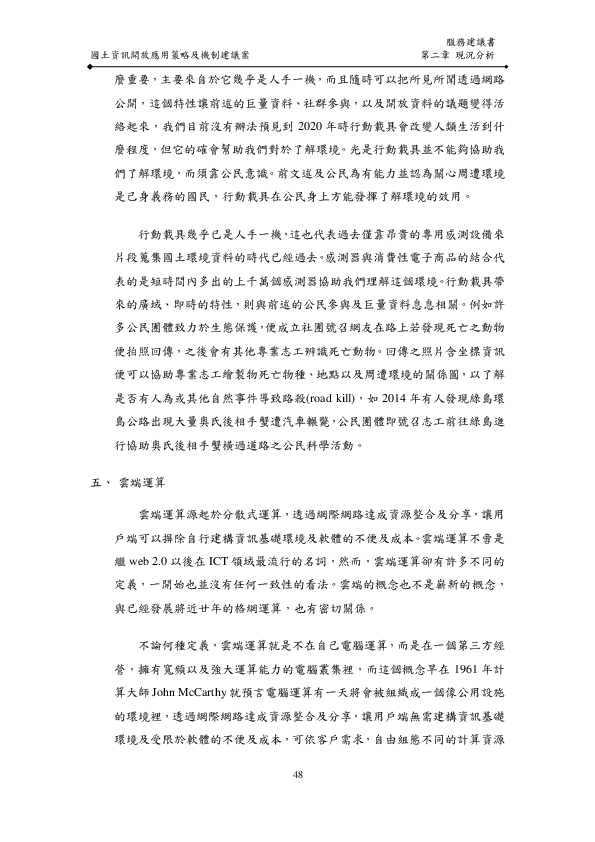 服務建議書
國土資訊開放應用策略及機制建議案
第二章 現況分析
麼重要，主要來自於它幾乎是人手一機，而且隨時可以把所見所聞透過網路
公開，這個特性讓前述的巨量資料、社群參與，以及開放資料的議題變得活
絡起來，我們目前沒有辦法預見到 2020 年時行動載具會改變人類生活到什
麼程度，但它的確會幫助我們對於了解環境。光是行動載具並不能夠協助我
們了解環境，而須靠公民意識。前文述及公民為有能力並認為關心周遭環境
是己身義務的國民，行動載具在公民身上方能發揮了解環境的效用。
行動載具幾乎已是人手一機，這也代表過去僅靠昂貴的專用感測設備來
片段蒐集國土環境資料的時代已經過去。感測器與消費性電子商品的結合代
表的是短時間內多出的上千萬個感測器協助我們理解這個環境。行動載具帶
來的廣域、即時的特性，則與前述的公民參與及巨量資料息息相關。例如許
多公民團體致力於生態保護，便成立社團號召網友在路上若發現死亡之動物
便拍照回傳，之後會有其他專業志工辨識死亡動物。回傳之照片含坐標資訊
便可以協助專業志工繪製物死亡物種、地點以及周遭環境的關係圖，以了解
是否有人為或其他自然事件導致路殺(road kill)，如 2014 年有人發現綠島環
島公路出現大量奧氏後相手蟹遭汽車輾斃，公民團體即號召志工前往綠島進
行協助奧氏後相手蟹橫過道路之公民科學活動。
五、 雲端運算
雲端運算源起於分散式運算，透過網際網路達成資源整合及分享，讓用
戶端可以摒除自行建構資訊基礎環境及軟體的不便及成本。雲端運算不啻是
繼 web 2.0 以後在 ICT 領域最流行的名詞，然而，雲端運算卻有許多不同的
定義，一開始也並沒有任何一致性的看法。雲端的概念也不是嶄新的概念，
與已經發展將近廿年的格網運算，也有密切關係。
不論何種定義，雲端運算就是不在自己電腦運算，而是在一個第三方經
營，擁有寬頻以及強大運算能力的電腦叢集裡，而這個概念早在 1961 年計
算大師 John McCarthy 就預言電腦運算有一天將會被組織成一個像公用設施
的環境裡，透過網際網路達成資源整合及分享，讓用戶端無需建構資訊基礎
環境及受限於軟體的不便及成本，可依客戶需求，自由組態不同的計算資源
48